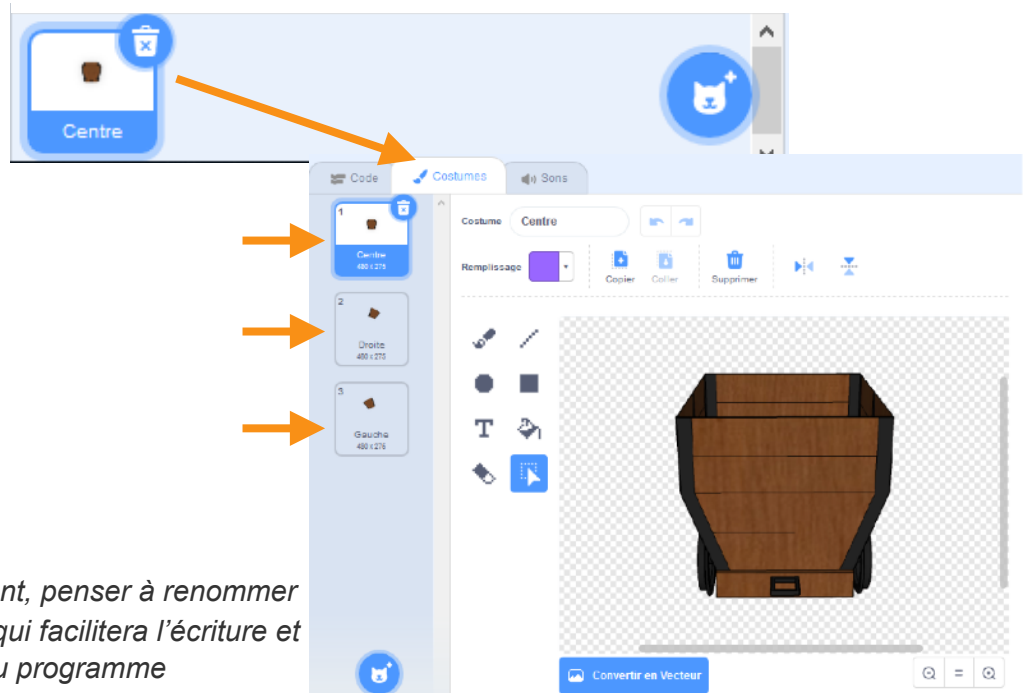 Centre
Code
Costumes
Sons
1
Centre
480 x 275
2
Droite
480 x 275
3
Gauche
480 x 276
Costume
Centre
Remplissage
Copier
Coller
Supprimer
T
nt, penser à renommer
qui facilitera l'écriture et
u programme
Convertir en Vecteur
=